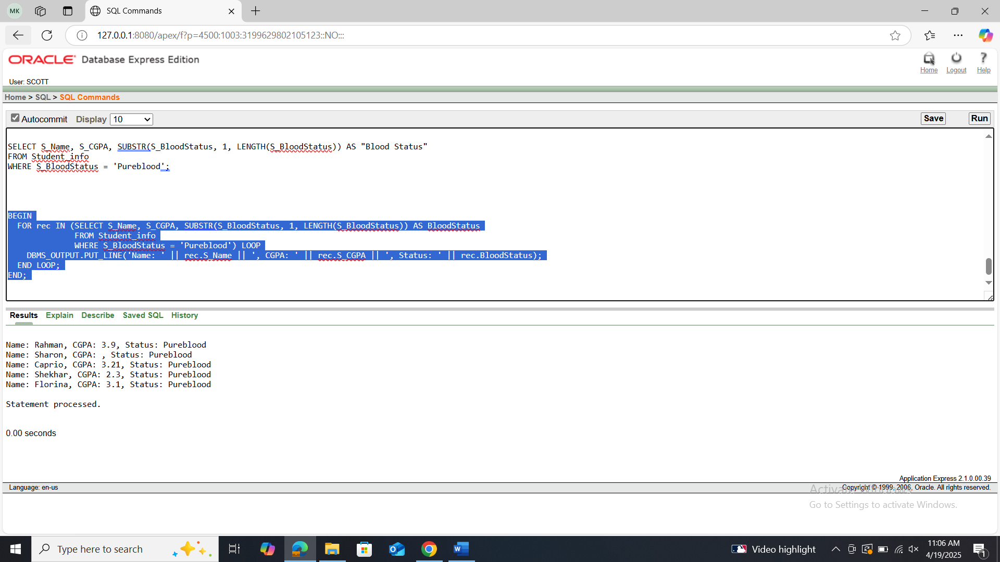 MK
SQL Commands
127.0.0.1:8080/apex/f?p=4500:1003:3199629802105123::NO:::
ORACLE Database Express Edition
Home Logout Help
User: SCOTT
Home > SQL > SQL Commands
Autocommit Display 10 Save Run
SELECT S_Name, S_CGPA, SUBSTR(S_BloodStatus, 1, LENGTH(S_BloodStatus)) AS "Blood Status"
FROM Student_info
WHERE S_BloodStatus = 'Pureblood';
BEGIN
FOR rec IN (SELECT S_Name, S_CGPA, SUBSTR(S_BloodStatus, 1, LENGTH(S_BloodStatus)) AS BloodStatus
FROM Student_info
WHERE S_BloodStatus = 'Pureblood') LOOP
DBMS_OUTPUT.PUT_LINE('Name: ' || rec.S_Name || ', CGPA: ' || rec.S_CGPA || ', Status: ' || rec.BloodStatus);
END LOOP;
END;
Results Explain Describe Saved SQL History
Name: Rahman, CGPA: 3.9, Status: Pureblood
Name: Sharon, CGPA: , Status: Pureblood
Name: Caprio, CGPA: 3.21, Status: Pureblood
Name: Shekhar, CGPA: 2.3, Status: Pureblood
Name: Florina, CGPA: 3.1, Status: Pureblood
Statement processed.
0.00 seconds
Application Express 2.1.0.00.39
Language: en-us Copyright © 1999, 2006, Oracle. All rights reserved.
Activate Windows
Go to Settings to activate Windows.
Type here to search
Video highlight
11:06 AM
4/19/2025
1